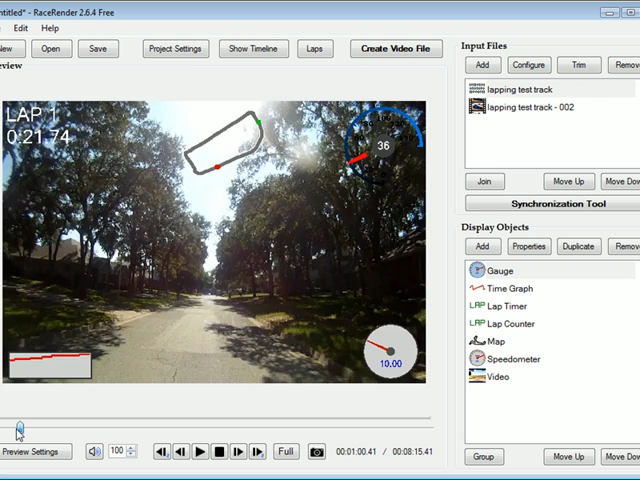 ntitled* - RaceRender 2.6.4 Free
Edit Help
New Open Save Project Settings Show Timeline Laps Create Video File
eview
LAP 1
0:21.74
36
10.00
Preview Settings 100 Full 00:01:00.41 / 00:08:15.41
Input Files
Add Configure Trim Remov
lapping test track
lapping test track - 002
Join Move Up Move Dow
Synchronization Tool
Display Objects
Add Properties Duplicate Remov
Gauge
Time Graph
LAP Lap Timer
LAP Lap Counter
Map
Speedometer
Video
Group Move Up Move Dow